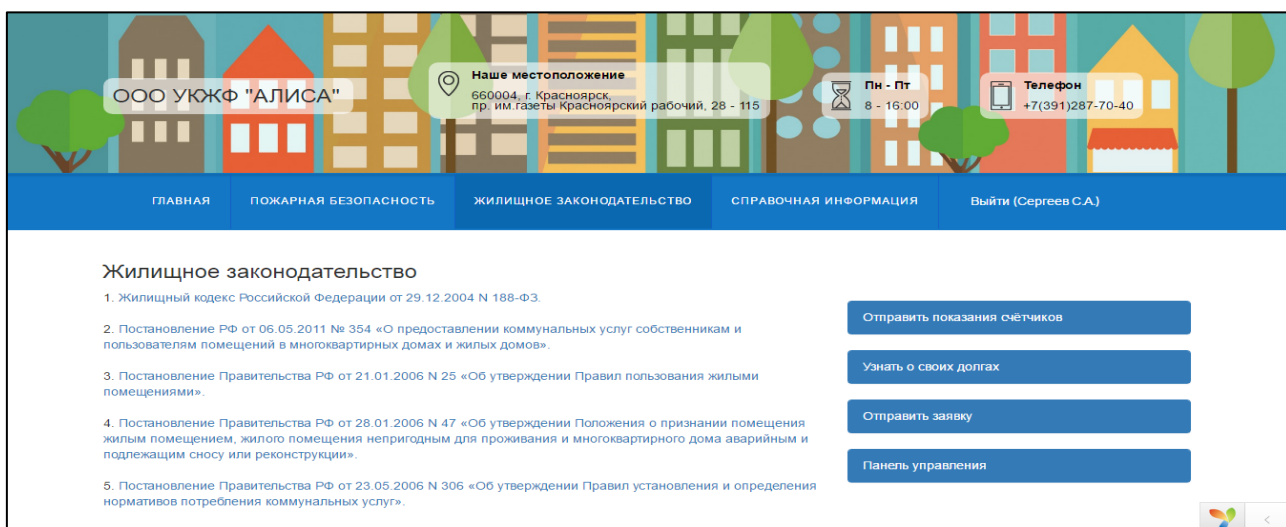 ООО УКЖФ "АЛИСА"
Наше местоположение
660004, г. Красноярск,
пр. им.газеты Красноярский рабочий, 28 - 115
Пн - Пт
8 - 16:00
Телефон
+7(391)287-70-40
ГЛАВНАЯ
ПОЖАРНАЯ БЕЗОПАСНОСТЬ
ЖИЛИЩНОЕ ЗАКОНОДАТЕЛЬСТВО
СПРАВОЧНАЯ ИНФОРМАЦИЯ
Выйти (Сергеев С.А.)
Жилищное законодательство
1. Жилищный кодекс Российской Федерации от 29.12.2004 N 188-ФЗ.
2. Постановление РФ от 06.05.2011 № 354 «О предоставлении коммунальных услуг собственникам и
пользователям помещений в многоквартирных домах и жилых домов».
3. Постановление Правительства РФ от 21.01.2006 N 25 «Об утверждении Правил пользования жилыми
помещениями».
4. Постановление Правительства РФ от 28.01.2006 N 47 «Об утверждении Положения о признании помещения
жилым помещением, жилого помещения непригодным для проживания и многоквартирного дома аварийным и
подлежащим сносу или реконструкции».
5. Постановление Правительства РФ от 23.05.2006 N 306 «Об утверждении Правил установления и определения
нормативов потребления коммунальных услуг».
Отправить показания счётчиков
Узнать о своих долгах
Отправить заявку
Панель управления